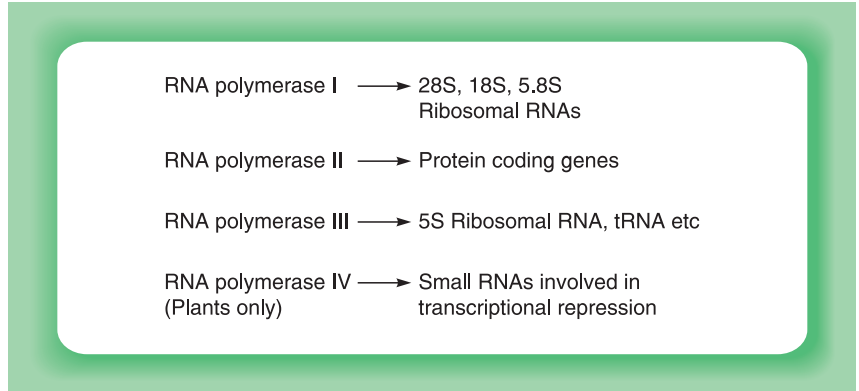 RNA polymerase I ⟶ 28S, 18S, 5.8S
Ribosomal RNAs
RNA polymerase II ⟶ Protein coding genes
RNA polymerase III ⟶ 5S Ribosomal RNA, tRNA etc
RNA polymerase IV ⟶ Small RNAs involved in
(Plants only) transcriptional repression